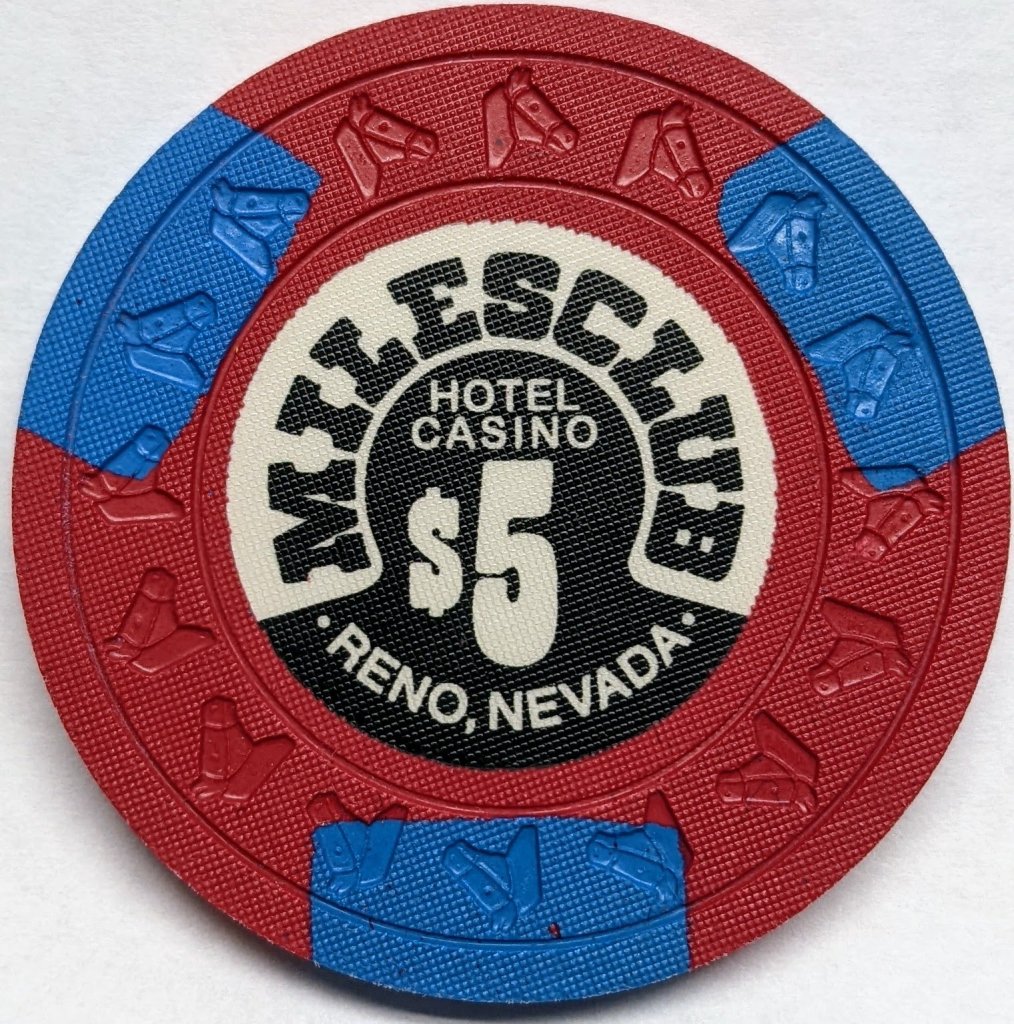 MILES CLUB
HOTEL
CASINO
$5
· RENO, NEVADA ·